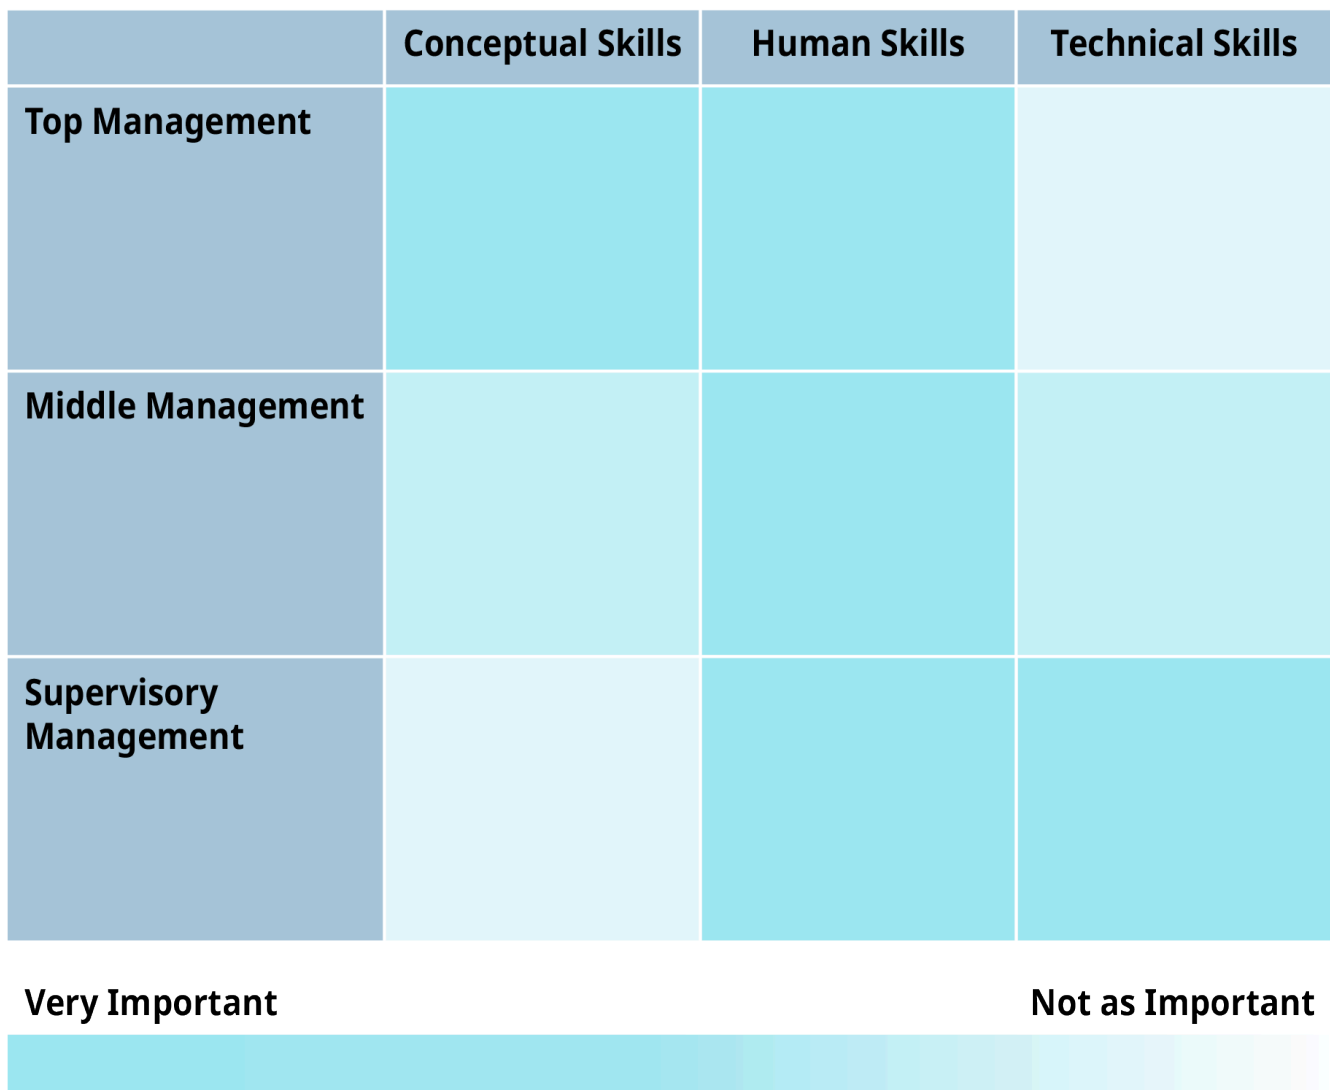 Conceptual Skills Human Skills Technical Skills
Top Management
Middle Management
Supervisory
Management
Very Important Not as Important